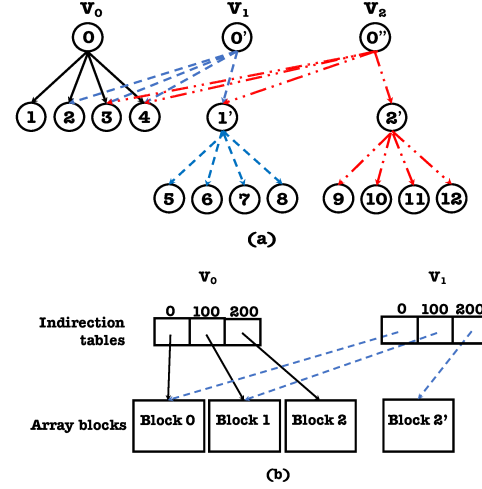 V₀ V₁ V₂
0 0' 0"
1 2 3 4 1' 2'
5 6 7 8 9 10 11 12
(a)
V₀ V₁
0 100 200 0 100 200
Indirection
tables
Array blocks Block 0 Block 1 Block 2 Block 2'
(b)